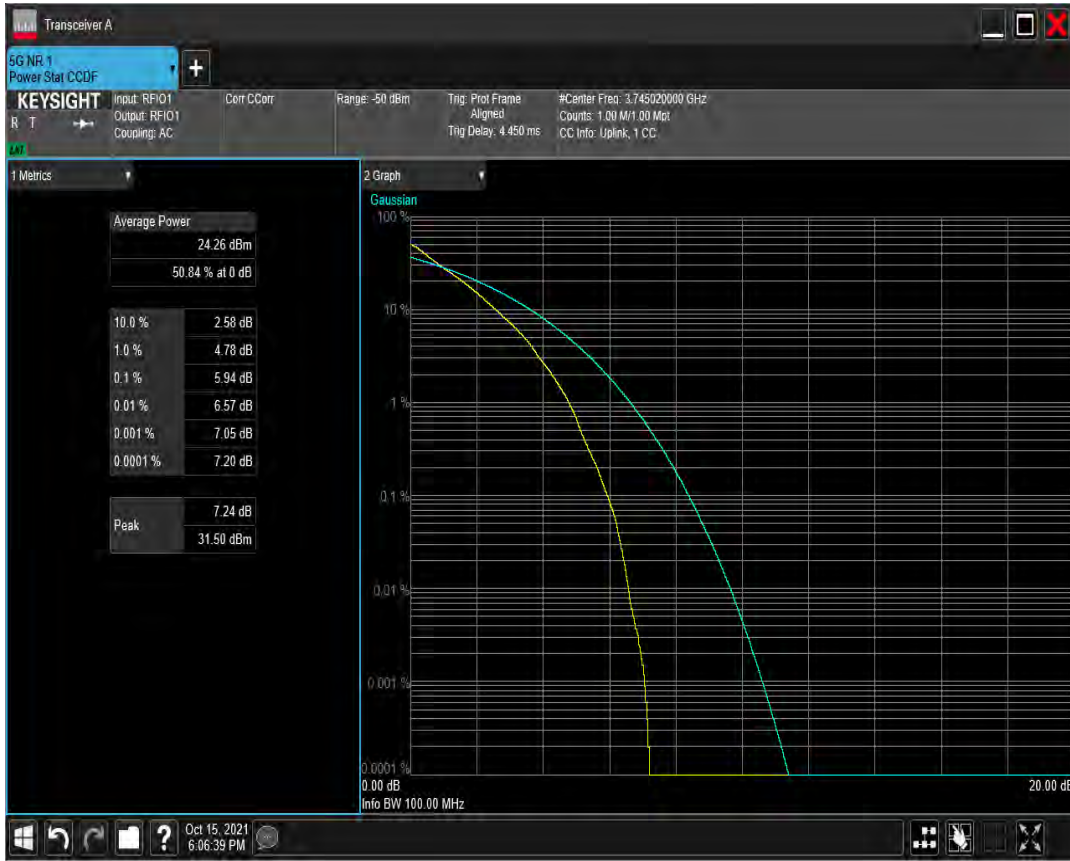 Transceiver A
5G NR 1
Power Stat CCDF
+
KEYSIGHT
R T
LXT
Input: RFIO1
Output: RFIO1
Coupling: AC
Corr CCorr
Range: -50 dBm
Trig: Prot Frame
Aligned
Trig Delay: 4.450 ms
#Center Freq: 3.745020000 GHz
Counts: 1.00 M/1.00 Mpt
CC Info: Uplink, 1 CC
1 Metrics
Average Power
24.26 dBm
50.84 % at 0 dB
10.0 % 2.58 dB
1.0 % 4.78 dB
0.1 % 5.94 dB
0.01 % 6.57 dB
0.001 % 7.05 dB
0.0001 % 7.20 dB
Peak
7.24 dB
31.50 dBm
2 Graph
Gaussian
100 %
10 %
1 %
0.1 %
0.01 %
0.001 %
0.0001 %
0.00 dB 20.00 dB
Info BW 100.00 MHz
?
Oct 15, 2021
6:06:39 PM